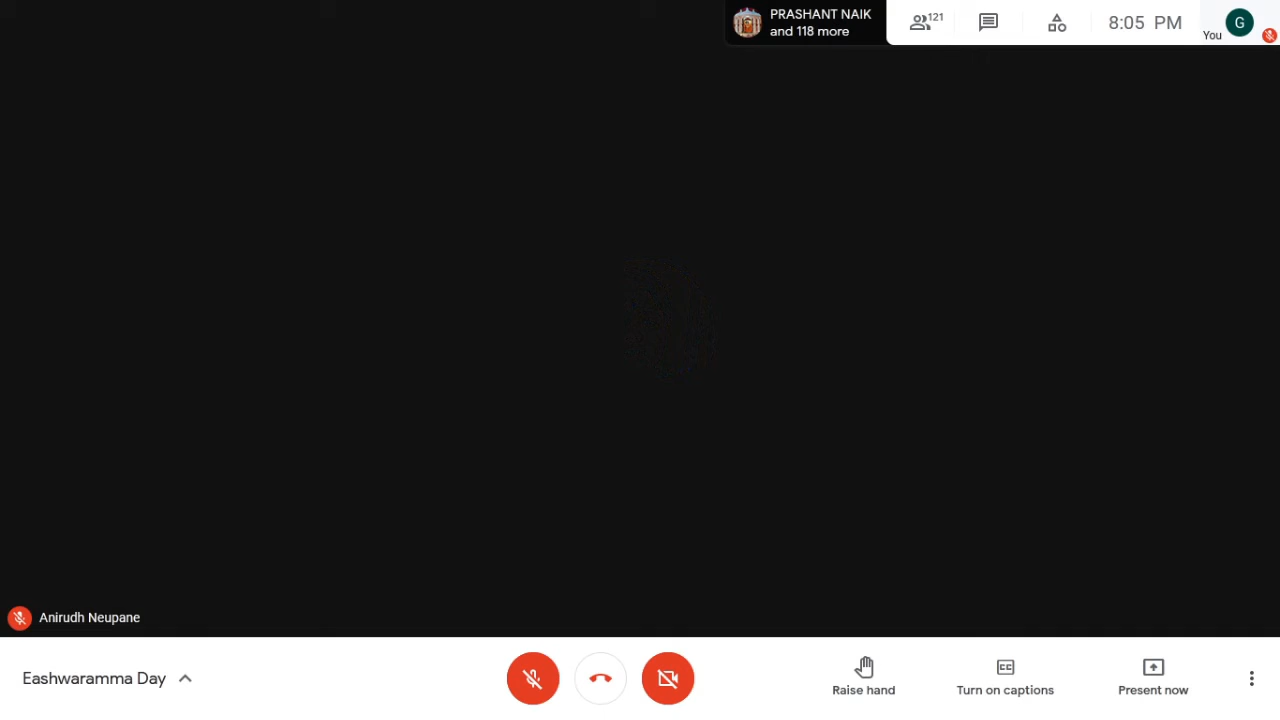 PRASHANT NAIK
and 118 more
121
8:05 PM
G
You
Anirudh Neupane
Eashwaramma Day
CC
Raise hand
Turn on captions
Present now